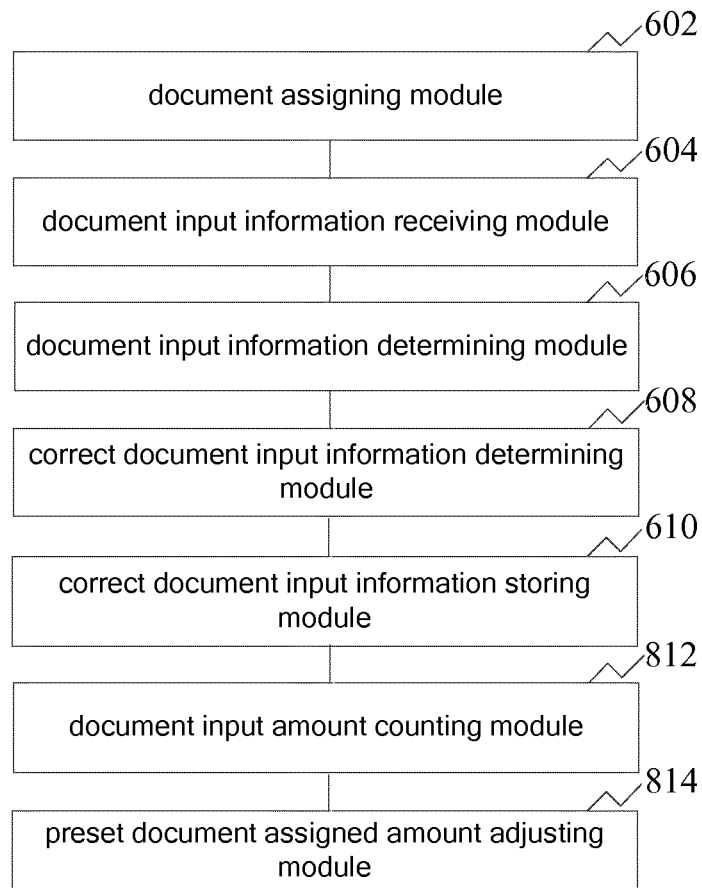 602
document assigning module
604
document input information receiving module
606
document input information determining module
608
correct document input information determining
module
610
correct document input information storing
module
812
document input amount counting module
814
preset document assigned amount adjusting
module